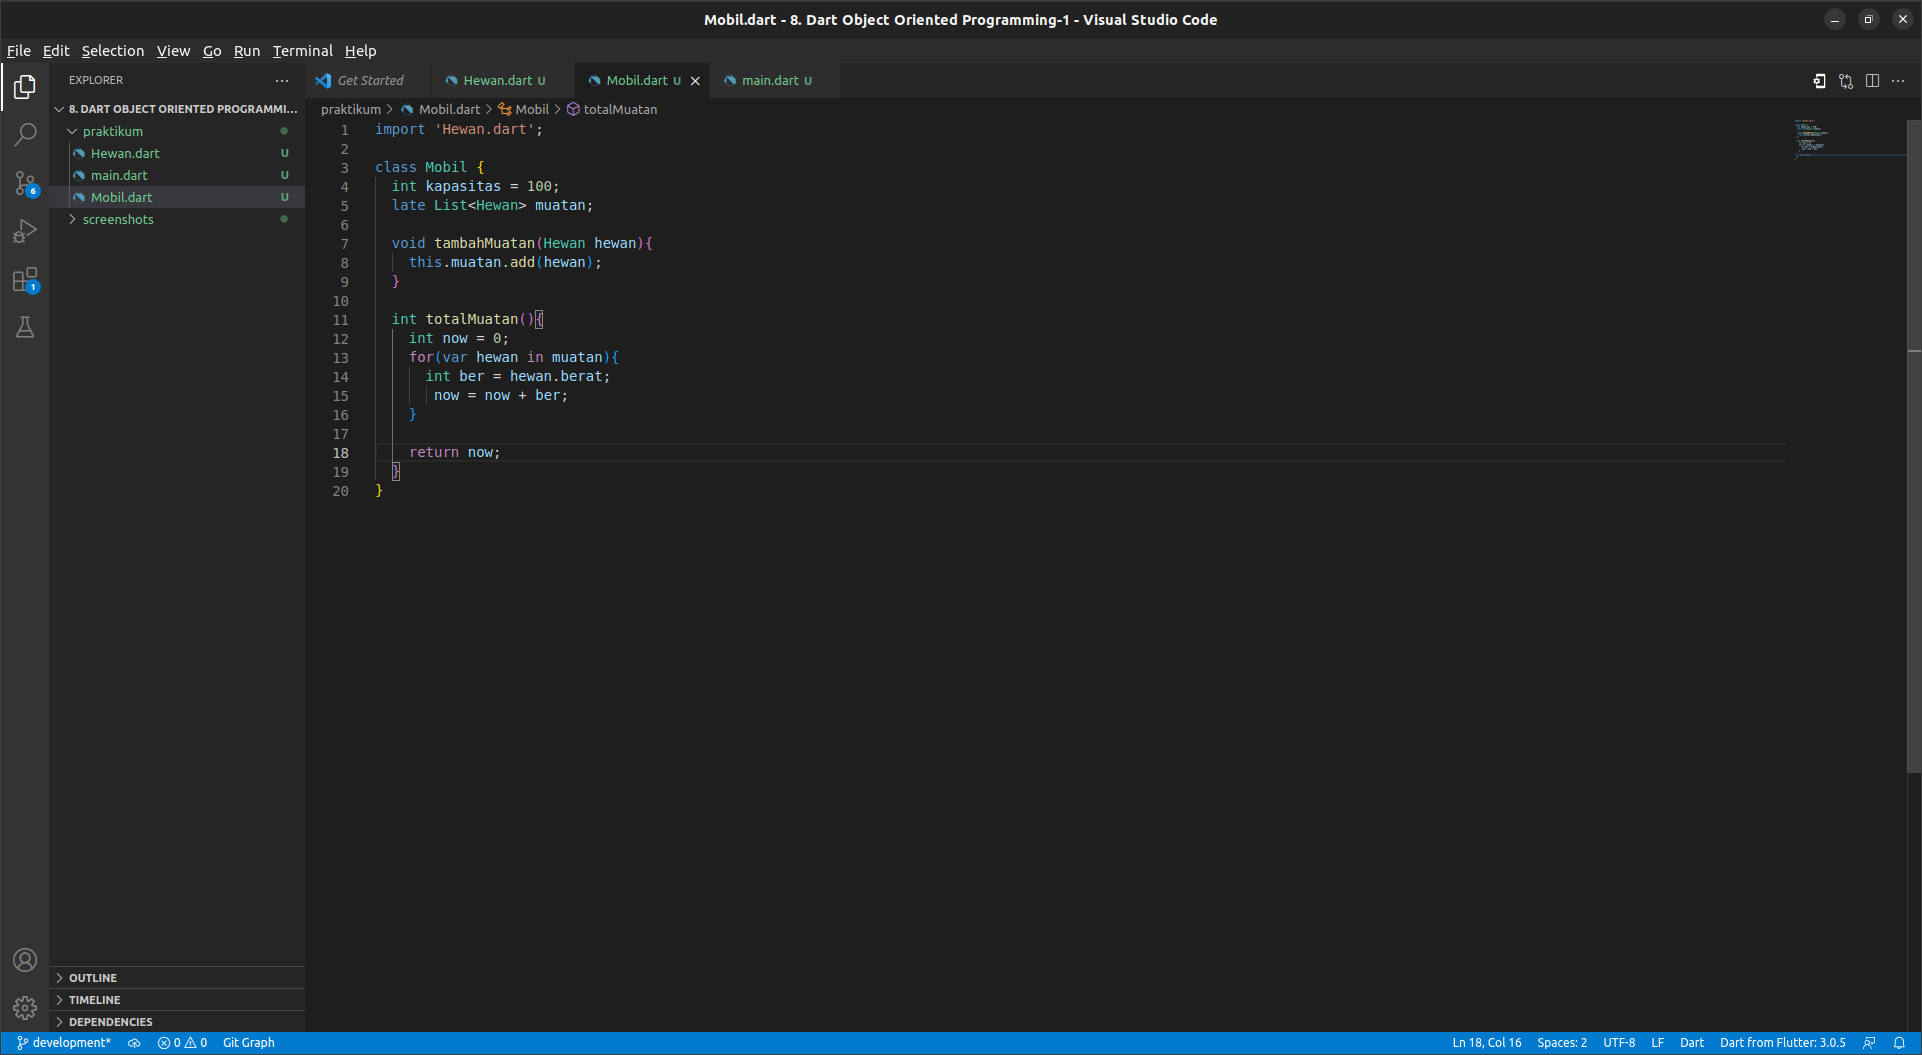 Mobil.dart - 8. Dart Object Oriented Programming-1 - Visual Studio Code
File Edit Selection View Go Run Terminal Help
EXPLORER
8. DART OBJECT ORIENTED PROGRAMMI...
praktikum
Hewan.dart U
main.dart U
Mobil.dart U
screenshots
6
1
OUTLINE
TIMELINE
DEPENDENCIES
Get Started Hewan.dart U Mobil.dart U main.dart U
praktikum > Mobil.dart > Mobil > totalMuatan
1 import 'Hewan.dart';
2
3 class Mobil {
4   int kapasitas = 100;
5   late List<Hewan> muatan;
6
7   void tambahMuatan(Hewan hewan){
8     this.muatan.add(hewan);
9   }
10
11   int totalMuatan(){
12     int now = 0;
13     for(var hewan in muatan){
14       int ber = hewan.berat;
15        now = now + ber;
16     }
17
18     return now;
19   }
20 }
development* 0 0 Git Graph Ln 18, Col 16 Spaces: 2 UTF-8 LF Dart Dart from Flutter: 3.0.5